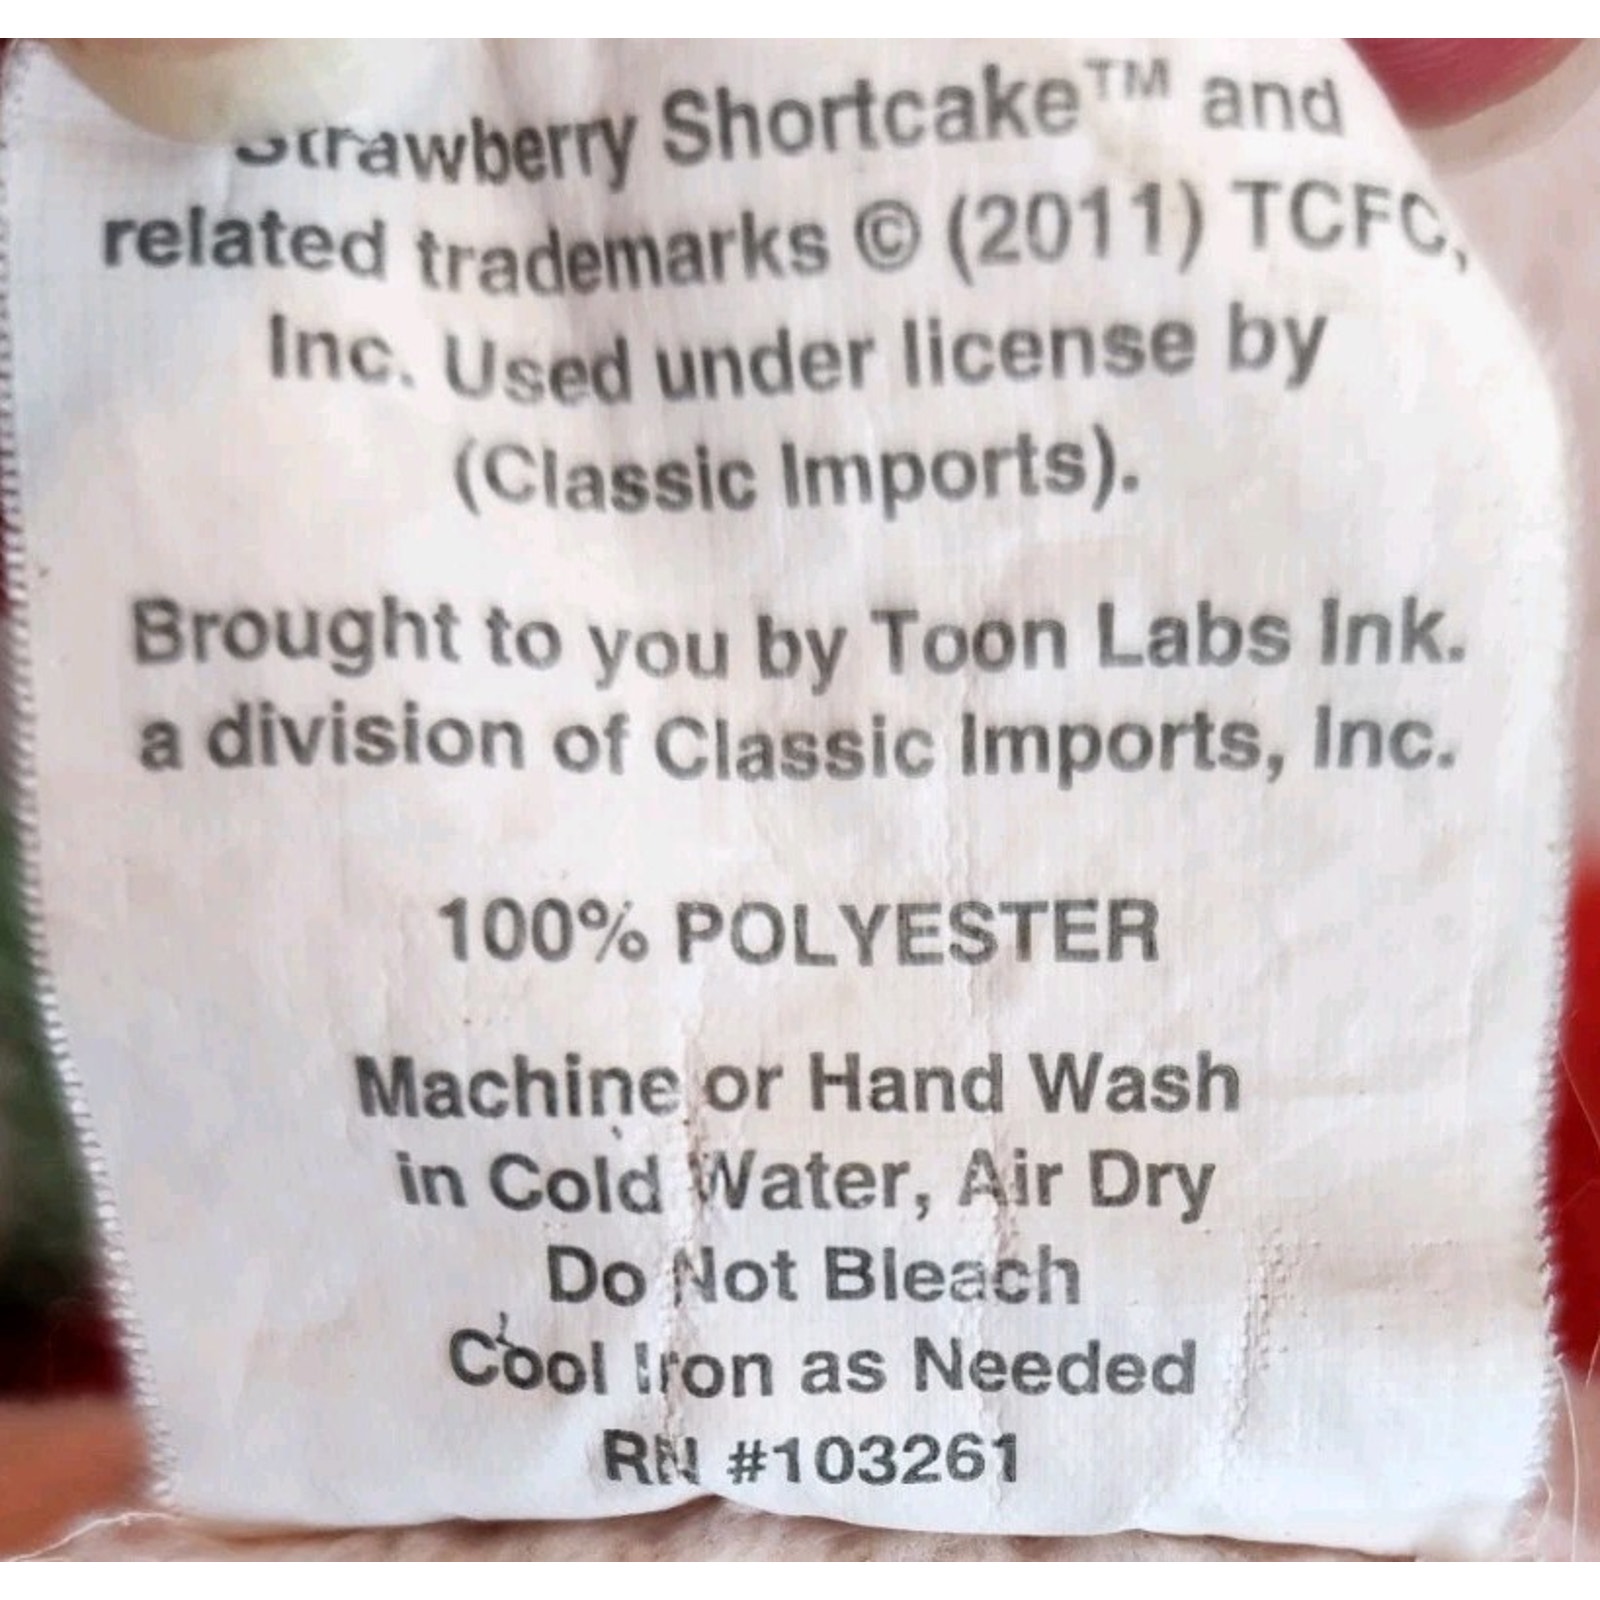 Strawberry Shortcake™ and
related trademarks © (2011) TCFC,
Inc. Used under license by
(Classic Imports).
Brought to you by Toon Labs Ink.
a division of Classic Imports, Inc.
100% POLYESTER
Machine or Hand Wash
in Cold Water, Air Dry
Do Not Bleach
Cool Iron as Needed
RN #103261